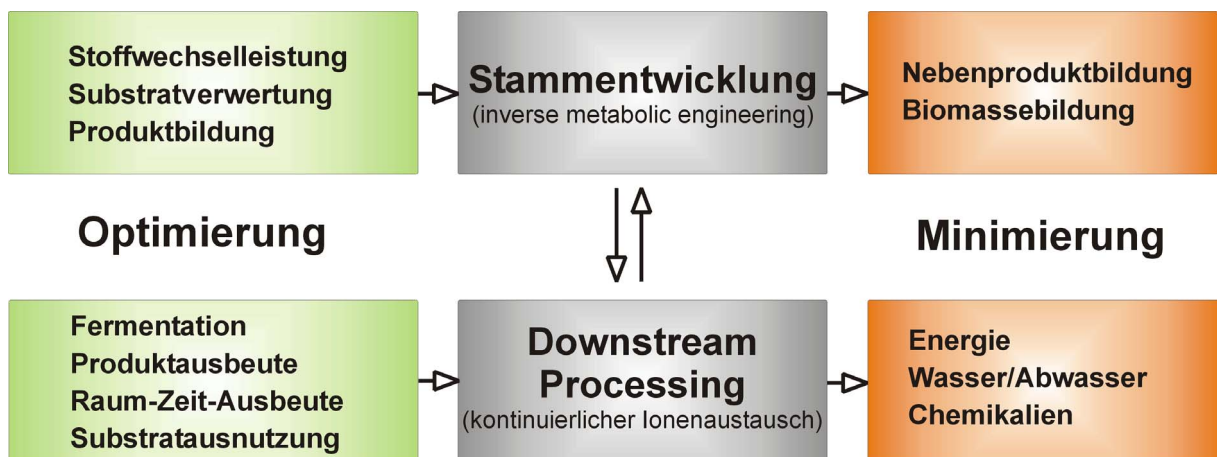 Stoffwechselleistung
Substratverwertung
Produktbildung
Stammentwicklung
(inverse metabolic engineering)
Nebenproduktbildung
Biomassebildung
Optimierung
Minimierung
Fermentation
Produktausbeute
Raum-Zeit-Ausbeute
Substratausnutzung
Downstream
Processing
(kontinuierlicher Ionenaustausch)
Energie
Wasser/Abwasser
Chemikalien